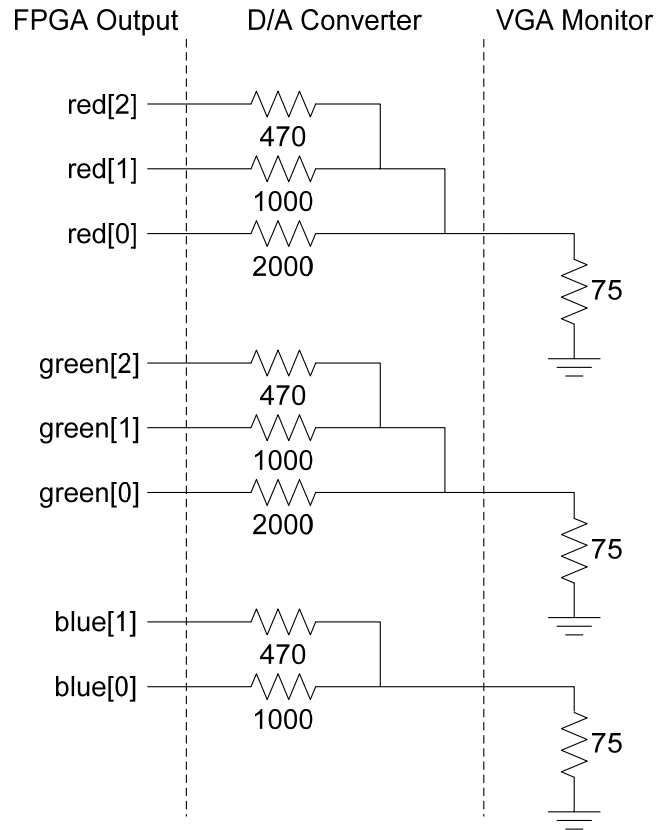 FPGA Output D/A Converter VGA Monitor
red[2]
470
red[1]
1000
red[0]
2000
75
green[2]
470
green[1]
1000
green[0]
2000
75
blue[1]
470
blue[0]
1000
75